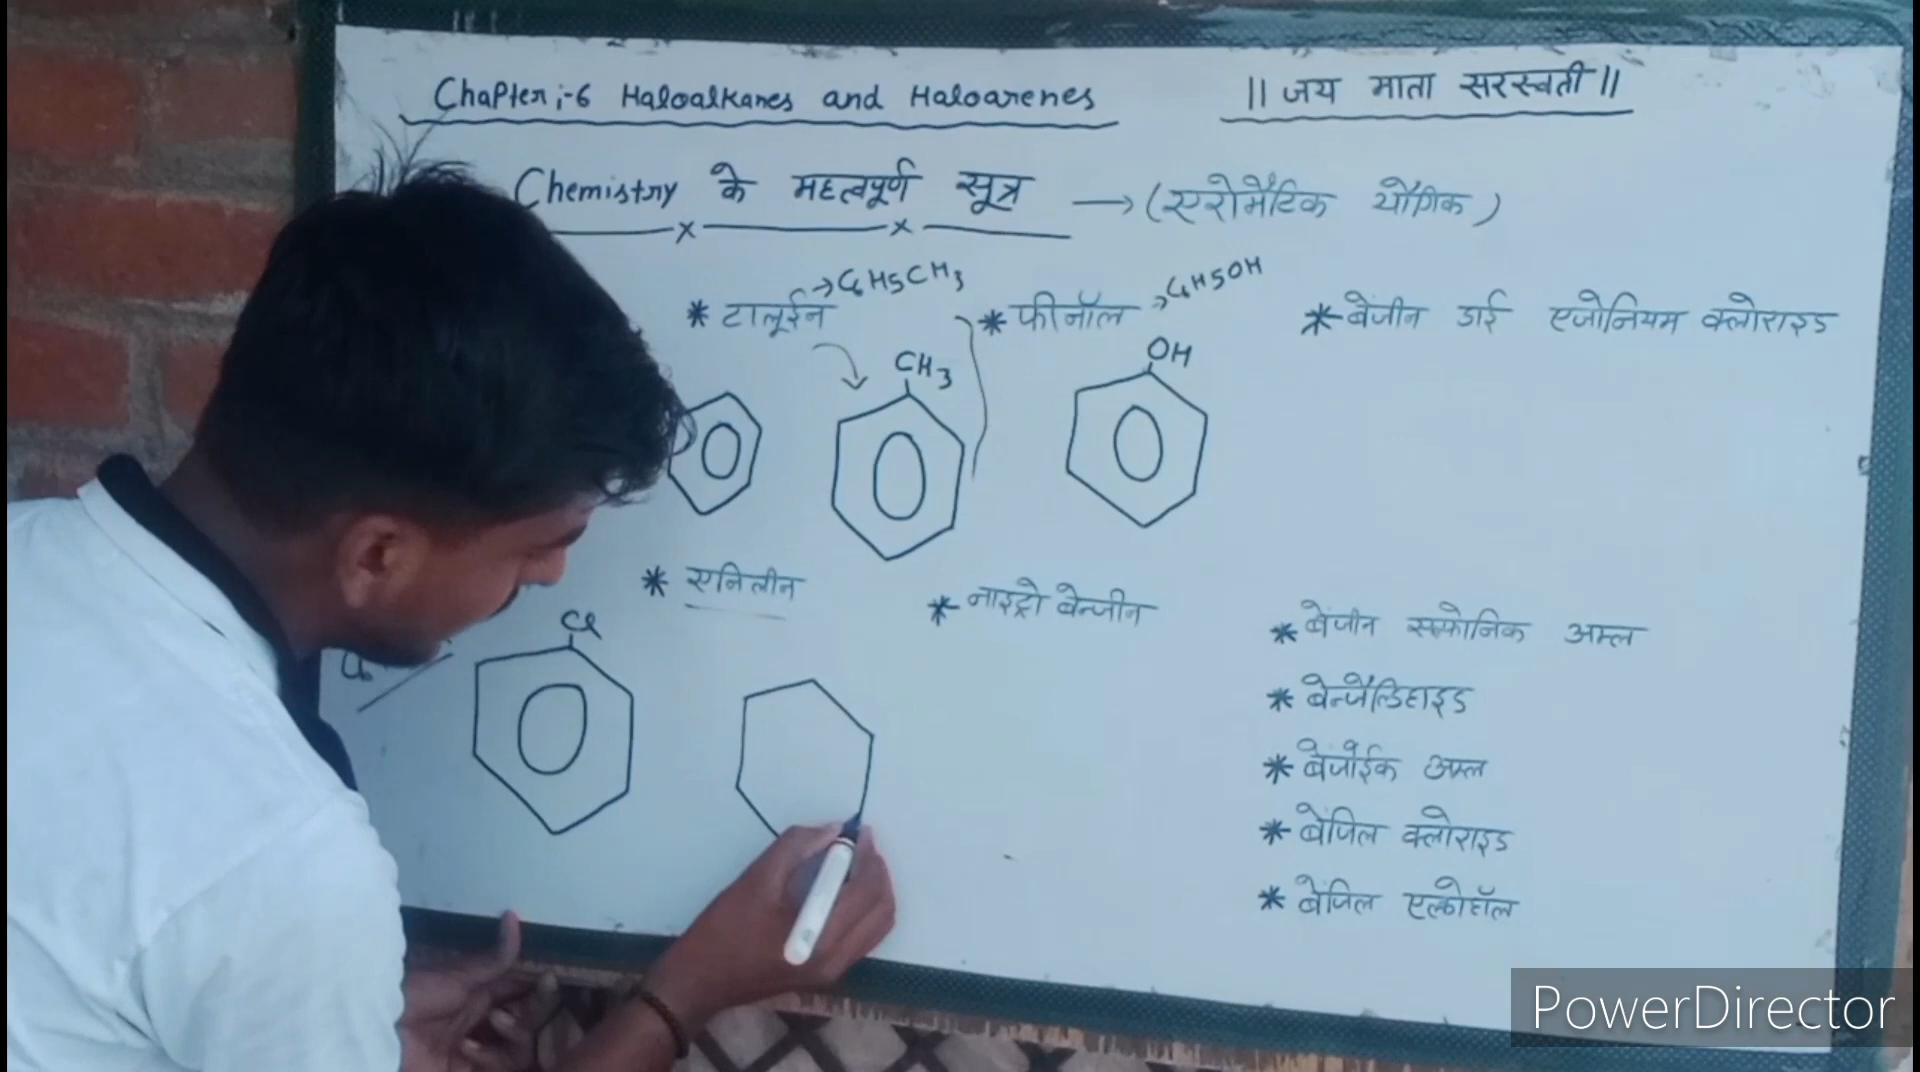 Chapter :-6 Haloalkanes and Haloarenes
|| जय माता सरस्वती ||
Chemistry के महत्वपूर्ण सूत्र → (एरोमैटिक यौगिक)
* टालूईन → C6H5CH3
* फीनॉल → C6H5OH
* बेंजीन डाई एजोनियम क्लोराइड
CH3
OH
* एनिलीन
* नाइट्रो बेन्जीन
Cl
* बेंजीन सल्फोनिक अम्ल
* बेन्जैल्डिहाइड
* बेंजोईक अम्ल
* बेंजिल क्लोराइड
* बेंजिल एल्कोहॉल
PowerDirector